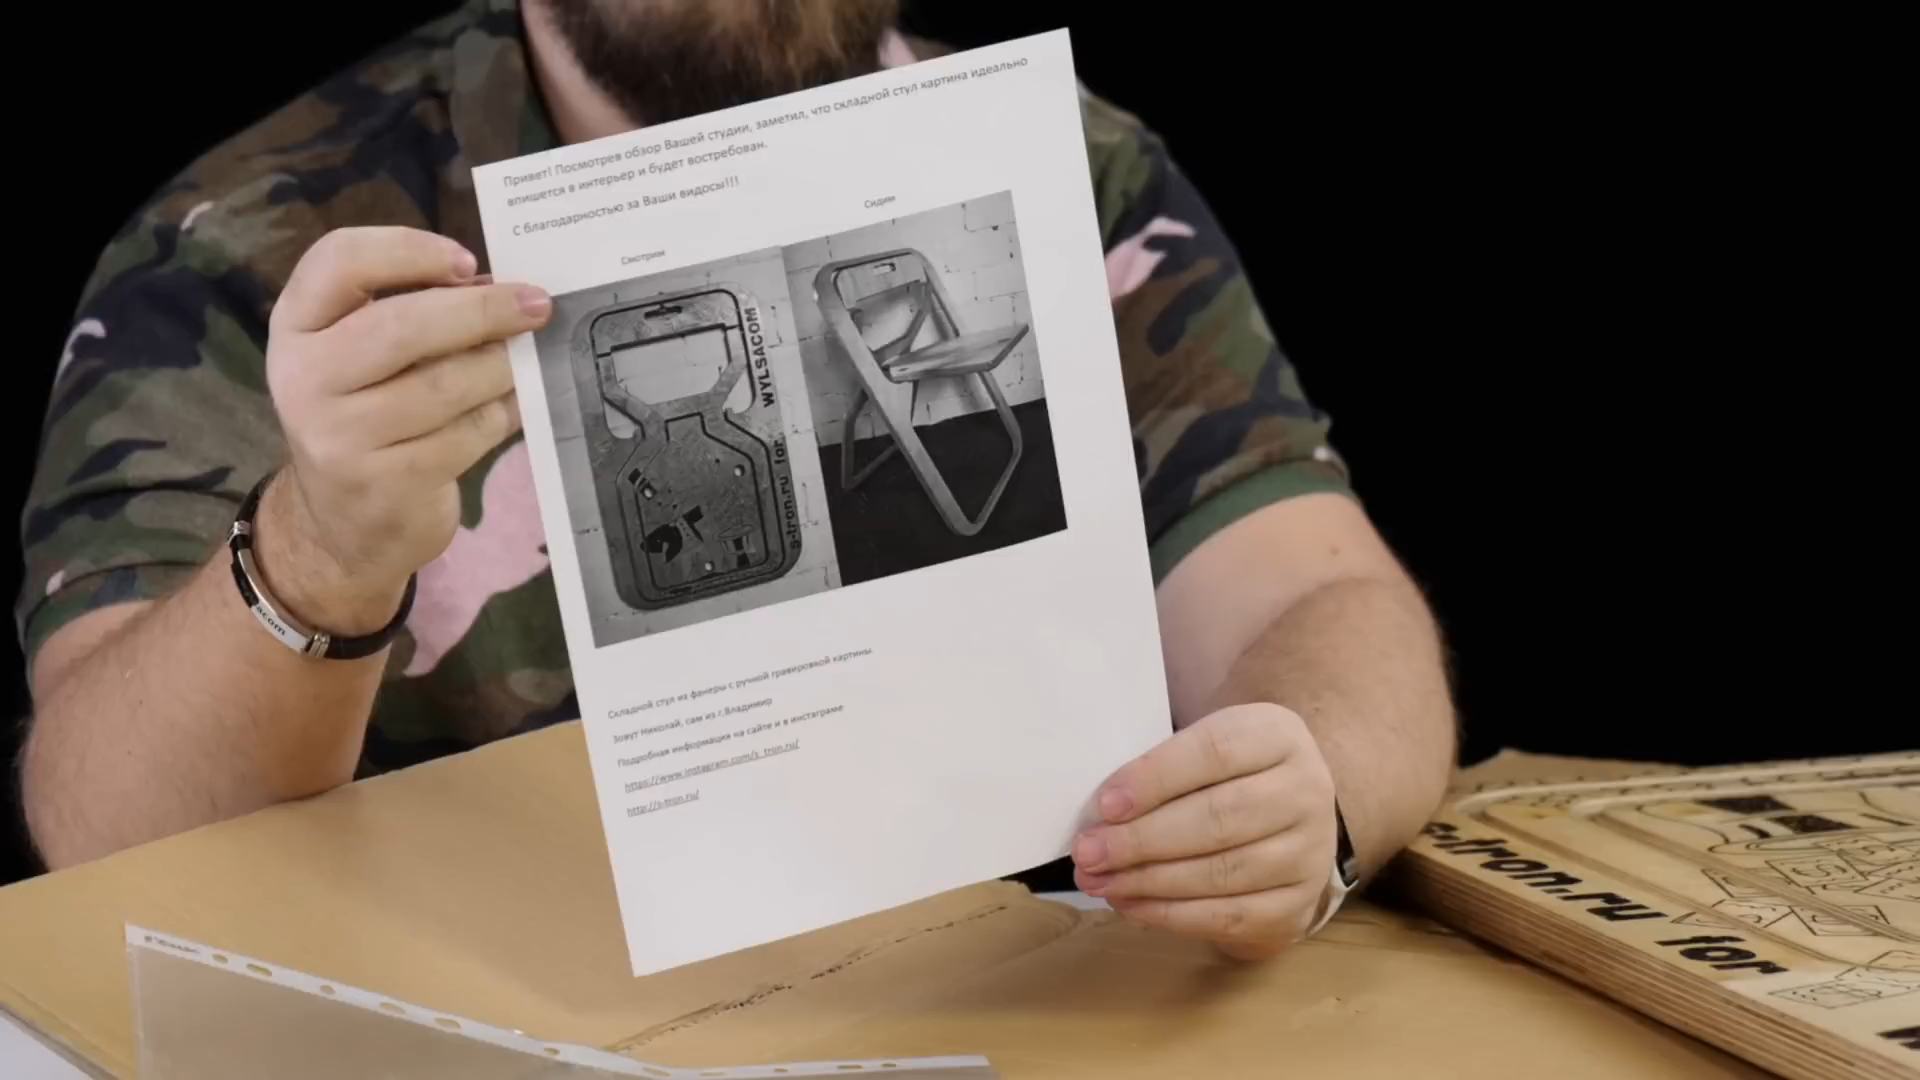 Привет! Посмотрев обзор Вашей студии, заметил, что складной стул картина идеально
впишется в интерьер и будет востребован.
С благодарностью за Ваши видосы!!!
Смотрим
Сидим
s-tron.ru for WYLSACOM
Складной стул из фанеры с ручной гравировкой картины.
Зовут Николай, сам из г.Владимир
Подробная информация на сайте и в инстаграме
https://www.instagram.com/s_tron.ru/
http://s-tron.ru/
acom
s-tron.ru for